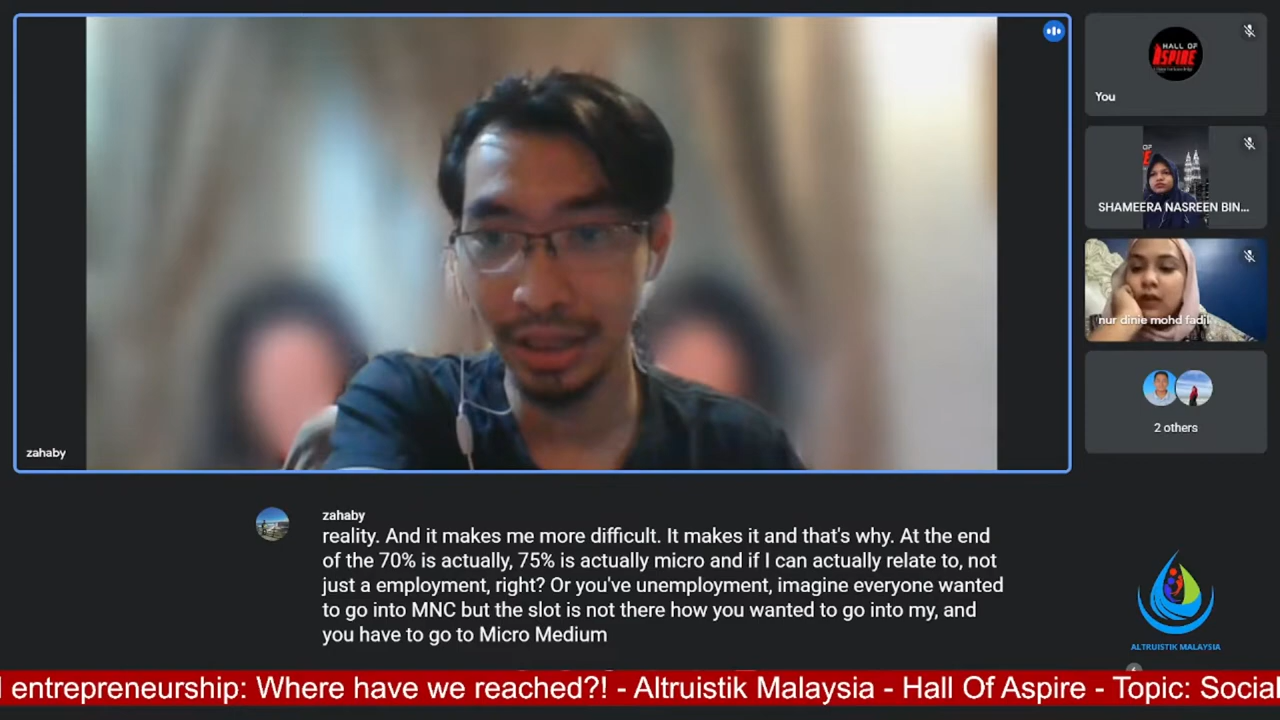 HALL OF
ASPIRE
You
SHAMEERA NASREEN BIN...
nur dinie mohd fadil
2 others
zahaby
zahaby
reality. And it makes me more difficult. It makes it and that's why. At the end
of the 70% is actually, 75% is actually micro and if I can actually relate to, not
just a employment, right? Or you've unemployment, imagine everyone wanted
to go into MNC but the slot is not there how you wanted to go into my, and
you have to go to Micro Medium
ALTRUISTIK MALAYSIA
entrepreneurship: Where have we reached?! - Altruistik Malaysia - Hall Of Aspire - Topic: Social